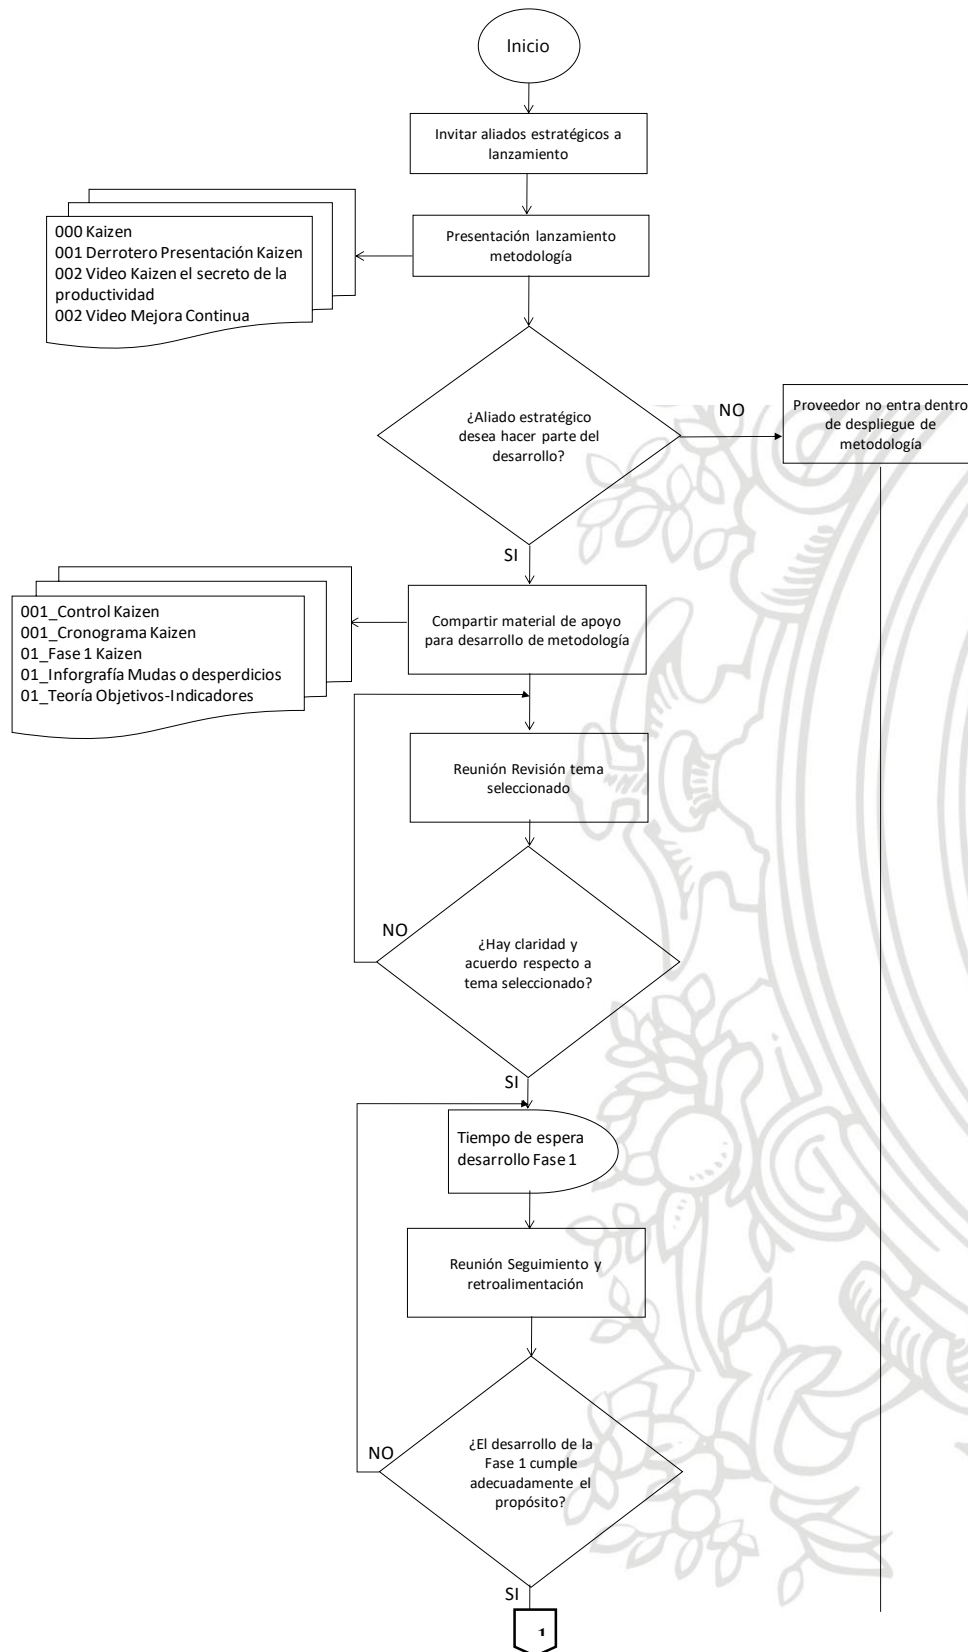 Inicio
Invitar aliados estratégicos a
lanzamiento
Presentación lanzamiento
metodología
000 Kaizen
001 Derrotero Presentación Kaizen
002 Video Kaizen el secreto de la
productividad
002 Video Mejora Continua
¿Aliado estratégico
desea hacer parte del
desarrollo?
NO
Proveedor no entra dentro
de despliegue de
metodología
SI
Compartir material de apoyo
para desarrollo de metodología
001_Control Kaizen
001_Cronograma Kaizen
01_Fase 1 Kaizen
01_Inforgrafía Mudas o desperdicios
01_Teoría Objetivos-Indicadores
Reunión Revisión tema
seleccionado
NO
¿Hay claridad y
acuerdo respecto a
tema seleccionado?
SI
Tiempo de espera
desarrollo Fase 1
Reunión Seguimiento y
retroalimentación
NO
¿El desarrollo de la
Fase 1 cumple
adecuadamente el
propósito?
SI
1